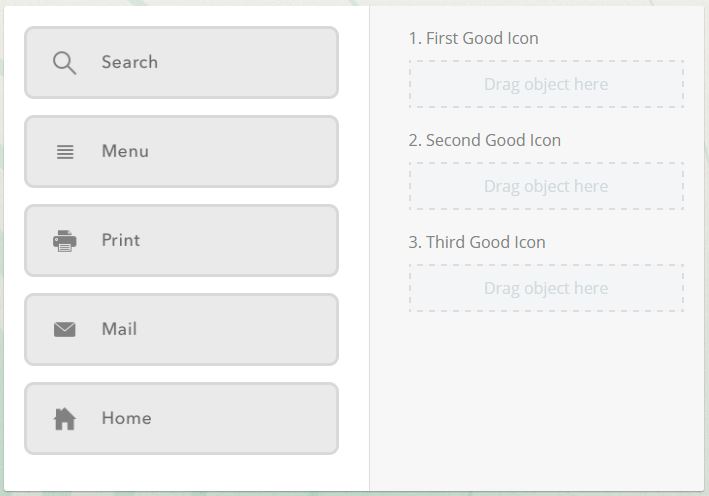 Search
Menu
Print
Mail
Home
1. First Good Icon
Drag object here
2. Second Good Icon
Drag object here
3. Third Good Icon
Drag object here